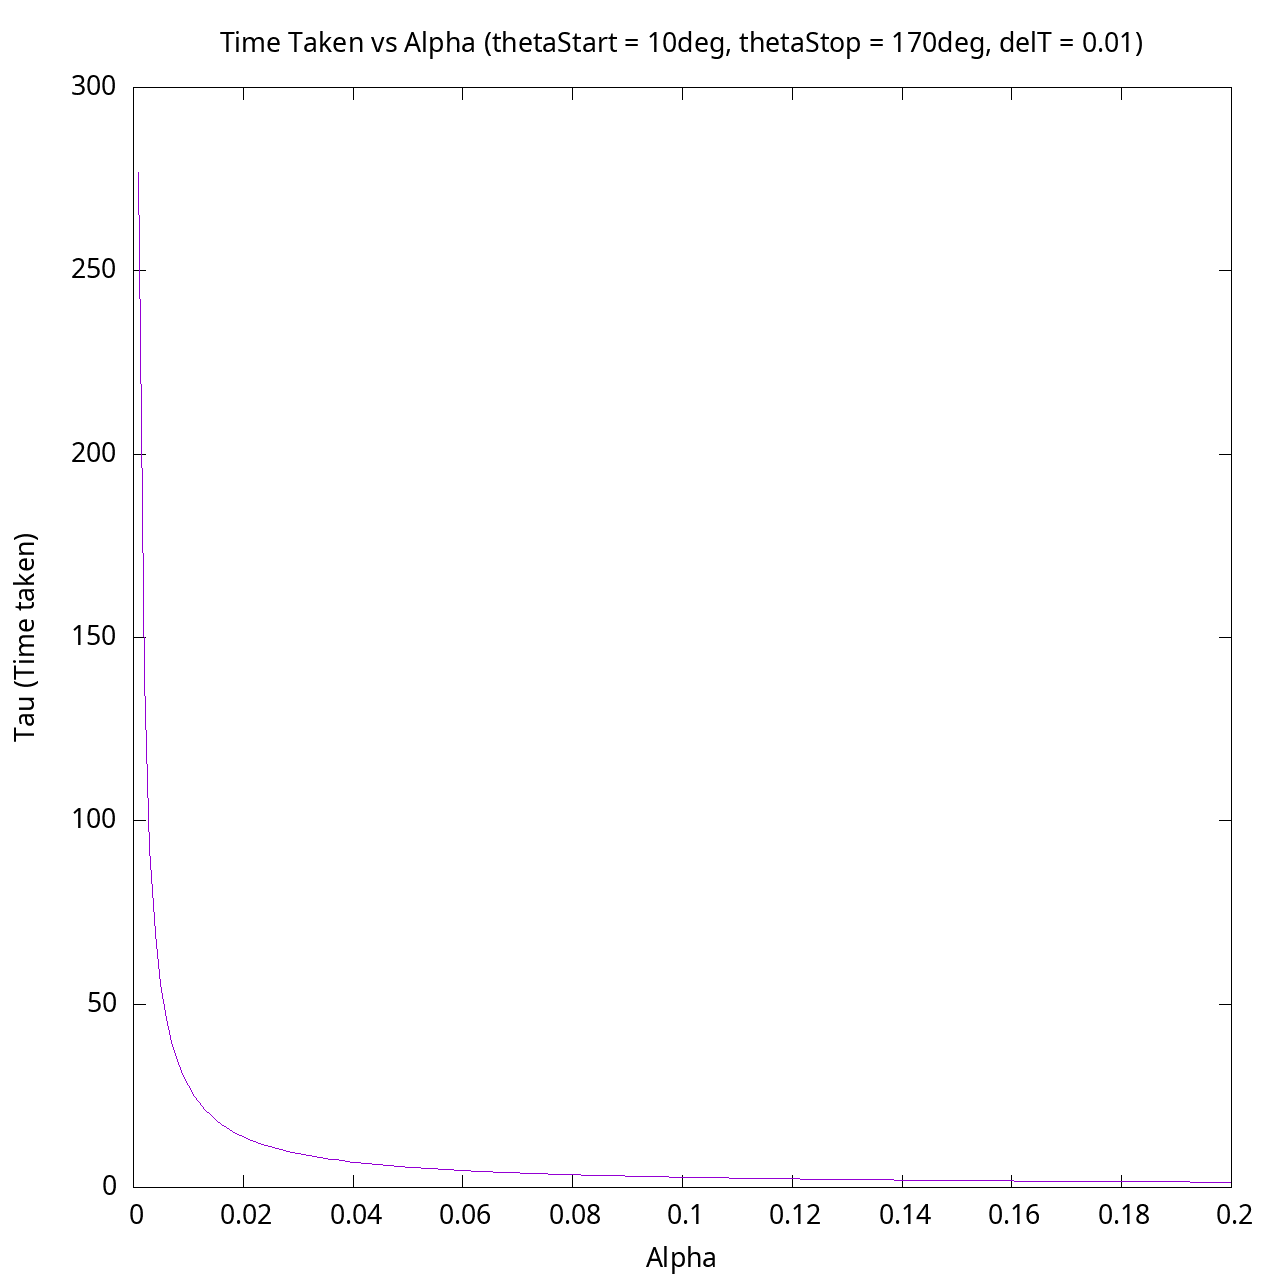 Time Taken vs Alpha (thetaStart = 10deg, thetaStop = 170deg, delT = 0.01)
300
250
200
150
100
50
0
Tau (Time taken)
0 0.02 0.04 0.06 0.08 0.1 0.12 0.14 0.16 0.18 0.2
Alpha